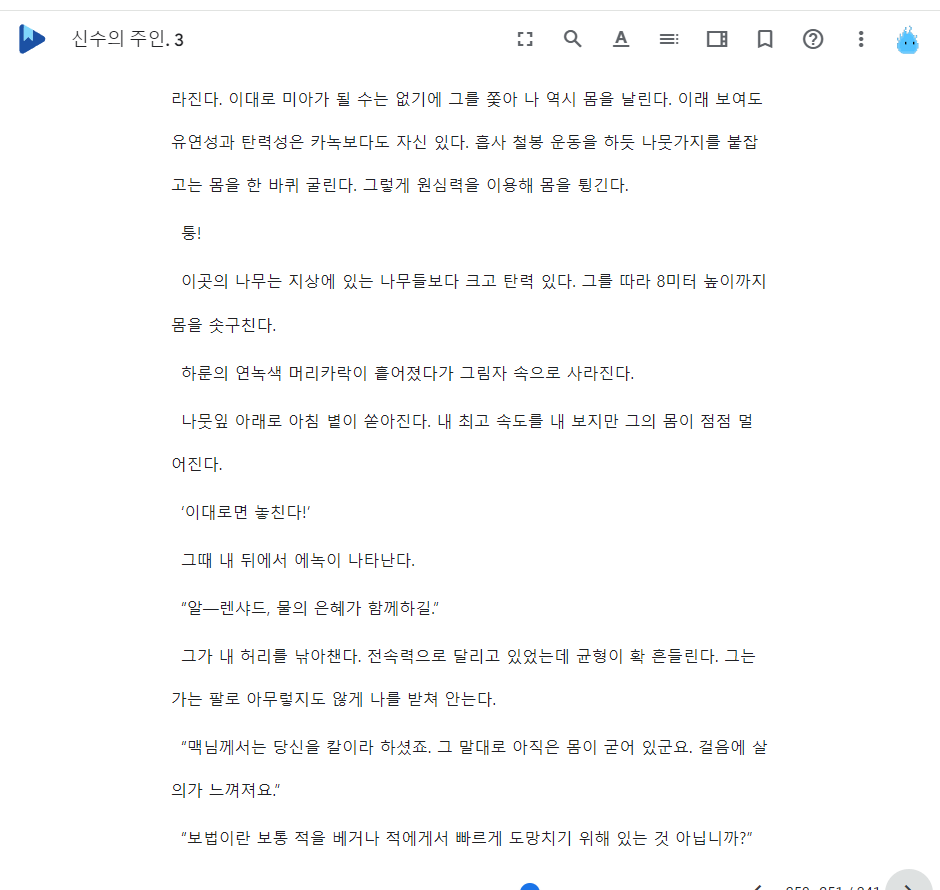 신수의 주인. 3
라진다. 이대로 미아가 될 수는 없기에 그를 쫓아 나 역시 몸을 날린다. 이래 보여도
유연성과 탄력성은 카녹보다도 자신 있다. 흡사 철봉 운동을 하듯 나뭇가지를 붙잡
고는 몸을 한 바퀴 굴린다. 그렇게 원심력을 이용해 몸을 튕긴다.
퉁!
이곳의 나무는 지상에 있는 나무들보다 크고 탄력 있다. 그를 따라 8미터 높이까지
몸을 솟구친다.
하룬의 연녹색 머리카락이 흩어졌다가 그림자 속으로 사라진다.
나뭇잎 아래로 아침 볕이 쏟아진다. 내 최고 속도를 내 보지만 그의 몸이 점점 멀
어진다.
‘이대로면 놓친다!’
그때 내 뒤에서 에녹이 나타난다.
“알—렌샤드, 물의 은혜가 함께하길.”
그가 내 허리를 낚아챈다. 전속력으로 달리고 있었는데 균형이 확 흔들린다. 그는
가는 팔로 아무렇지도 않게 나를 받쳐 안는다.
“맥님께서는 당신을 칼이라 하셨죠. 그 말대로 아직은 몸이 굳어 있군요. 걸음에 살
의가 느껴져요.”
“보법이란 보통 적을 베거나 적에게서 빠르게 도망치기 위해 있는 것 아닙니까?”